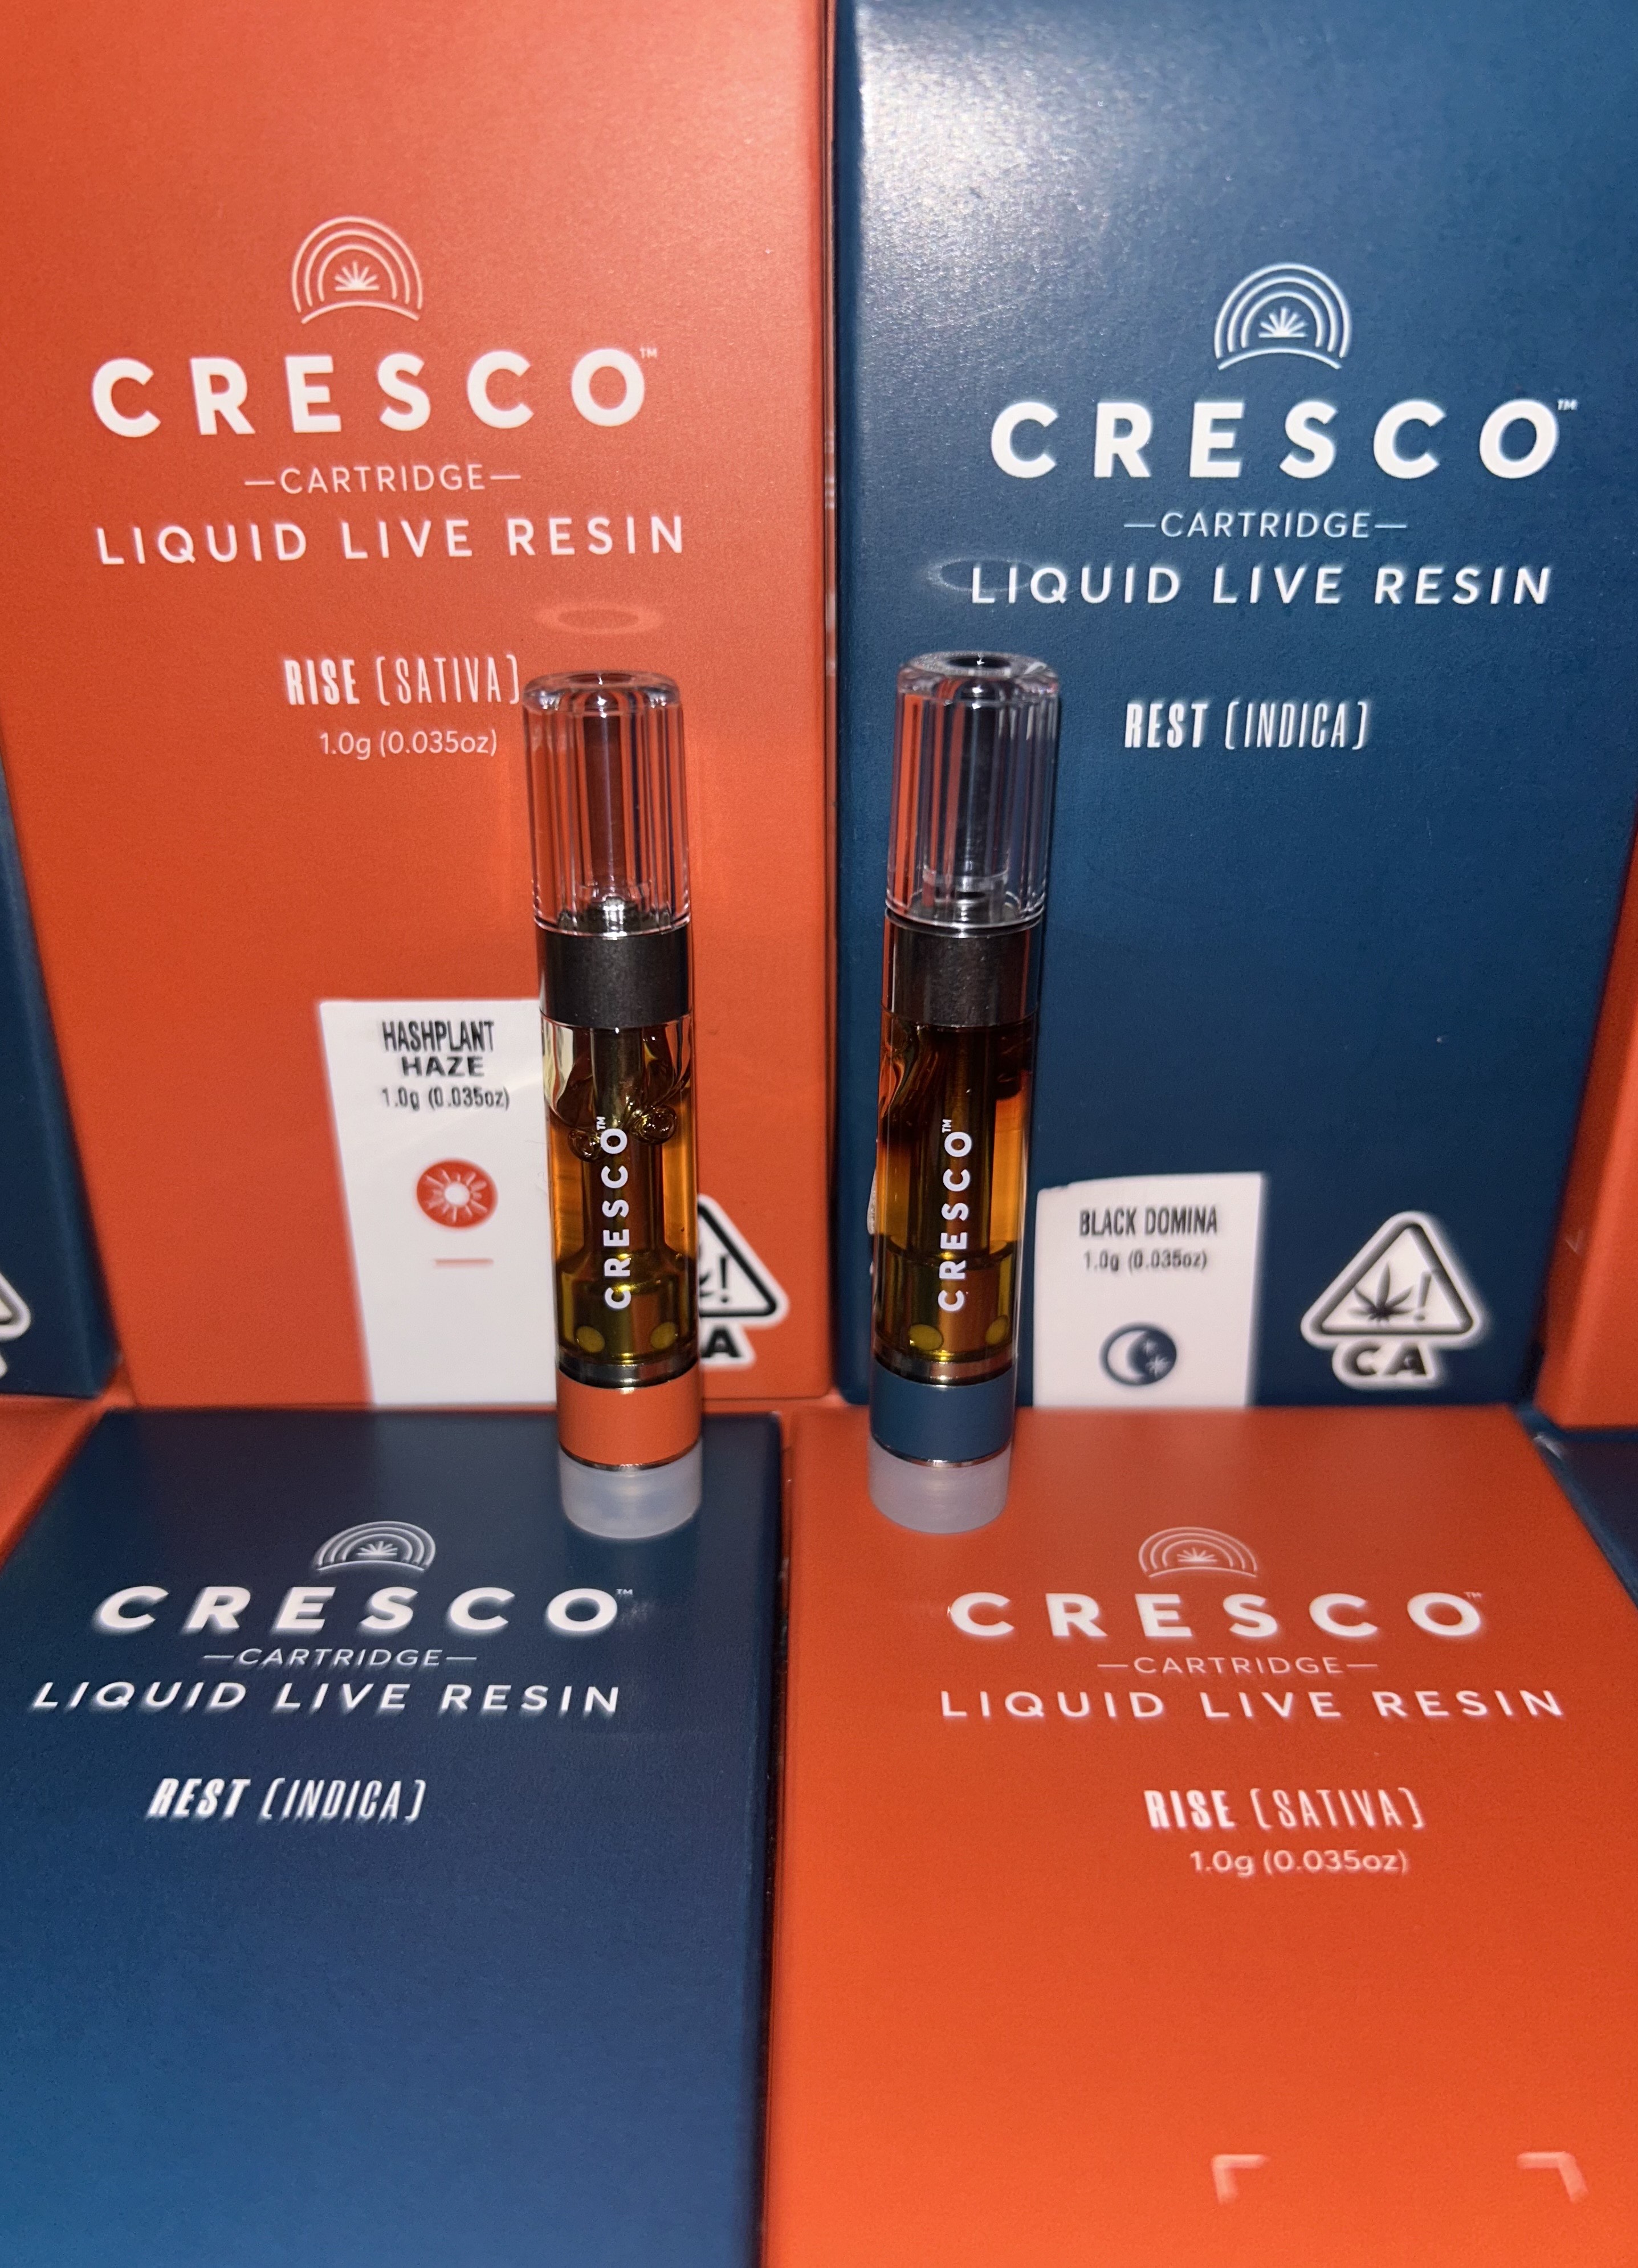 CRESCO™
—CARTRIDGE—
LIQUID LIVE RESIN
RISE (SATIVA)
1.0g (0.035oz)
HASHPLANT
HAZE
1.0g (0.035oz)
CRESCO™
—CARTRIDGE—
LIQUID LIVE RESIN
REST (INDICA)
BLACK DOMINA
1.0g (0.035oz)
CA
CRESCO™
CRESCO™
CRESCO™
—CARTRIDGE—
LIQUID LIVE RESIN
REST (INDICA)
CRESCO™
—CARTRIDGE—
LIQUID LIVE RESIN
RISE (SATIVA)
1.0g (0.035oz)